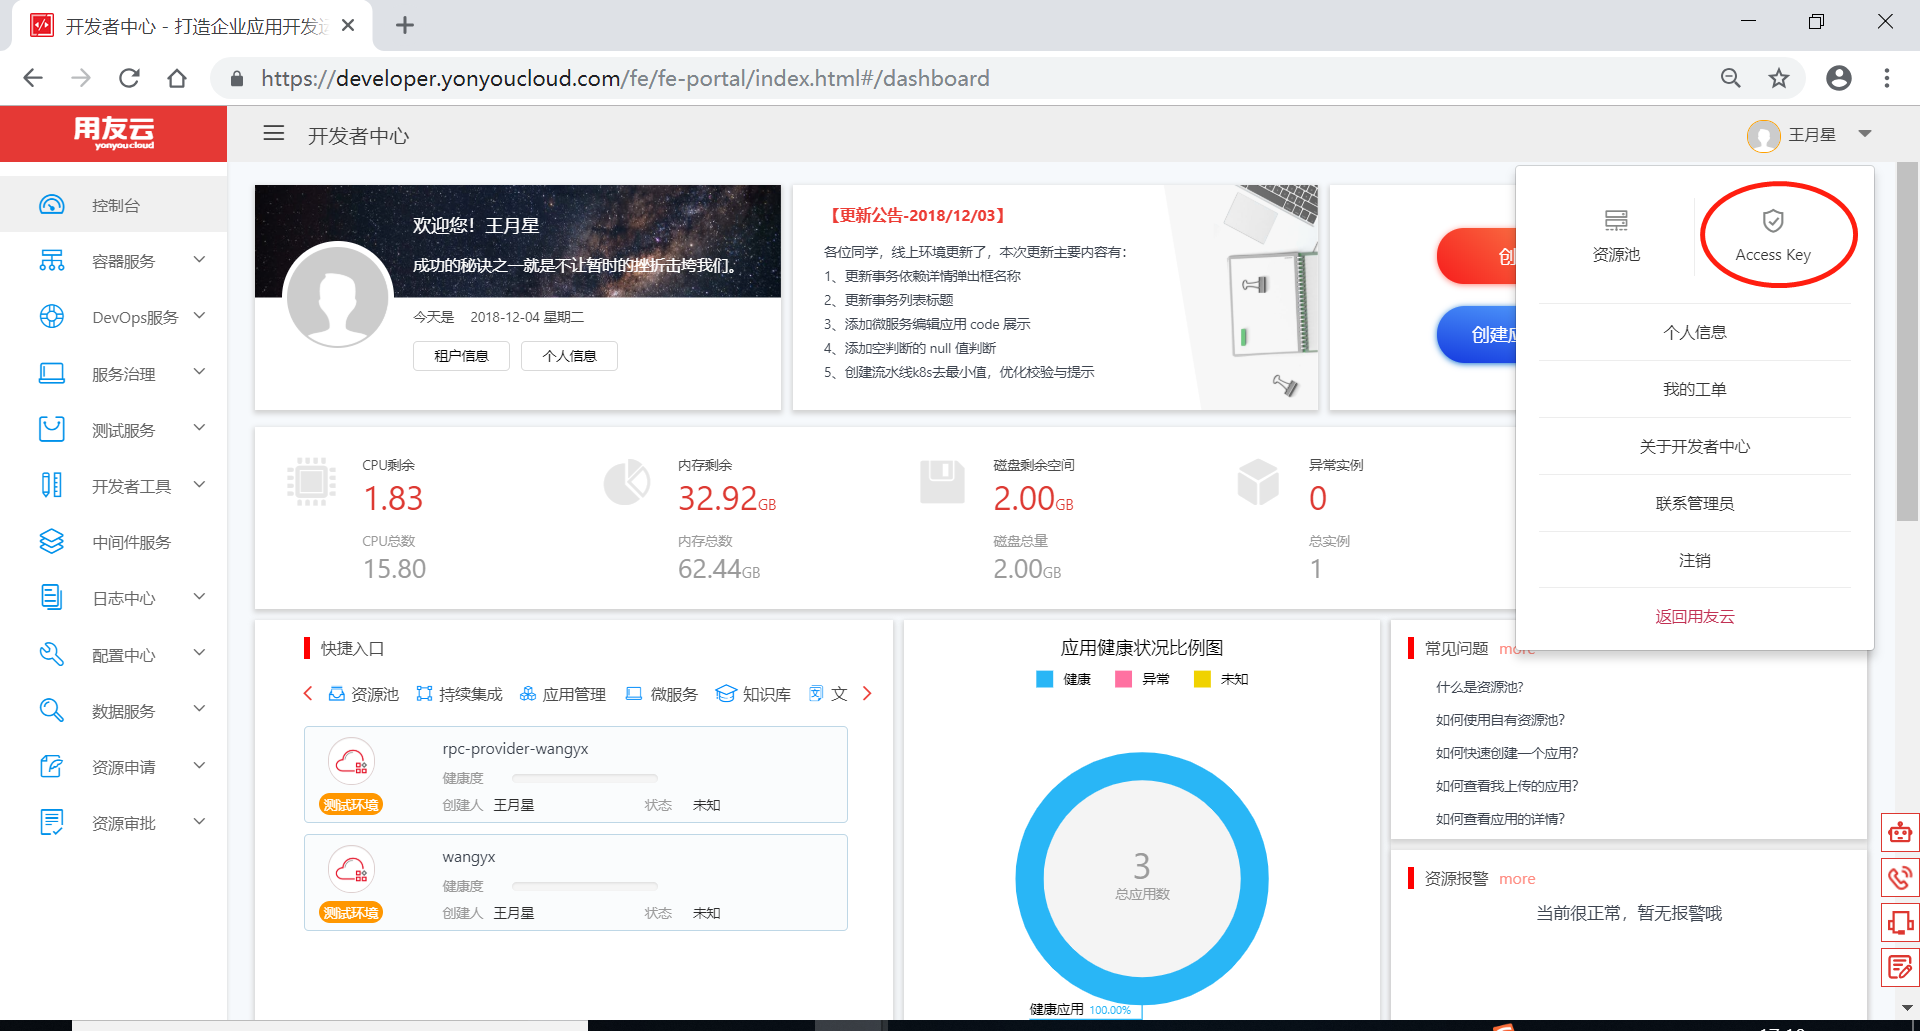 开发者中心 - 打造企业应用开发运
https://developer.yonyoucloud.com/fe/fe-portal/index.html#/dashboard
用友云
yonyoucloud
开发者中心
王月星
控制台
容器服务
DevOps服务
服务治理
测试服务
开发者工具
中间件服务
日志中心
配置中心
数据服务
资源申请
资源审批
欢迎您！王月星
成功的秘诀之一就是不让暂时的挫折击垮我们。
今天是 2018-12-04 星期二
租户信息 个人信息
【更新公告-2018/12/03】
各位同学，线上环境更新了，本次更新主要内容有：
1、更新事务依赖详情弹出框名称
2、更新事务列表标题
3、添加微服务编辑应用 code 展示
4、添加空判断的 null 值判断
5、创建流水线k8s去最小值，优化校验与提示
创
创建应
资源池
Access Key
个人信息
我的工单
关于开发者中心
联系管理员
注销
返回用友云
CPU剩余
1.83
CPU总数
15.80
内存剩余
32.92GB
内存总数
62.44GB
磁盘剩余空间
2.00GB
磁盘总量
2.00GB
异常实例
0
总实例
1
快捷入口
资源池 持续集成 应用管理 微服务 知识库 文
rpc-provider-wangyx
健康度
测试环境
创建人 王月星 状态 未知
wangyx
健康度
测试环境
创建人 王月星 状态 未知
应用健康状况比例图
健康 异常 未知
3
总应用数
健康应用 100.00%
常见问题 more
什么是资源池?
如何使用自有资源池?
如何快速创建一个应用?
如何查看我上传的应用?
如何查看应用的详情?
资源报警 more
当前很正常，暂无报警哦